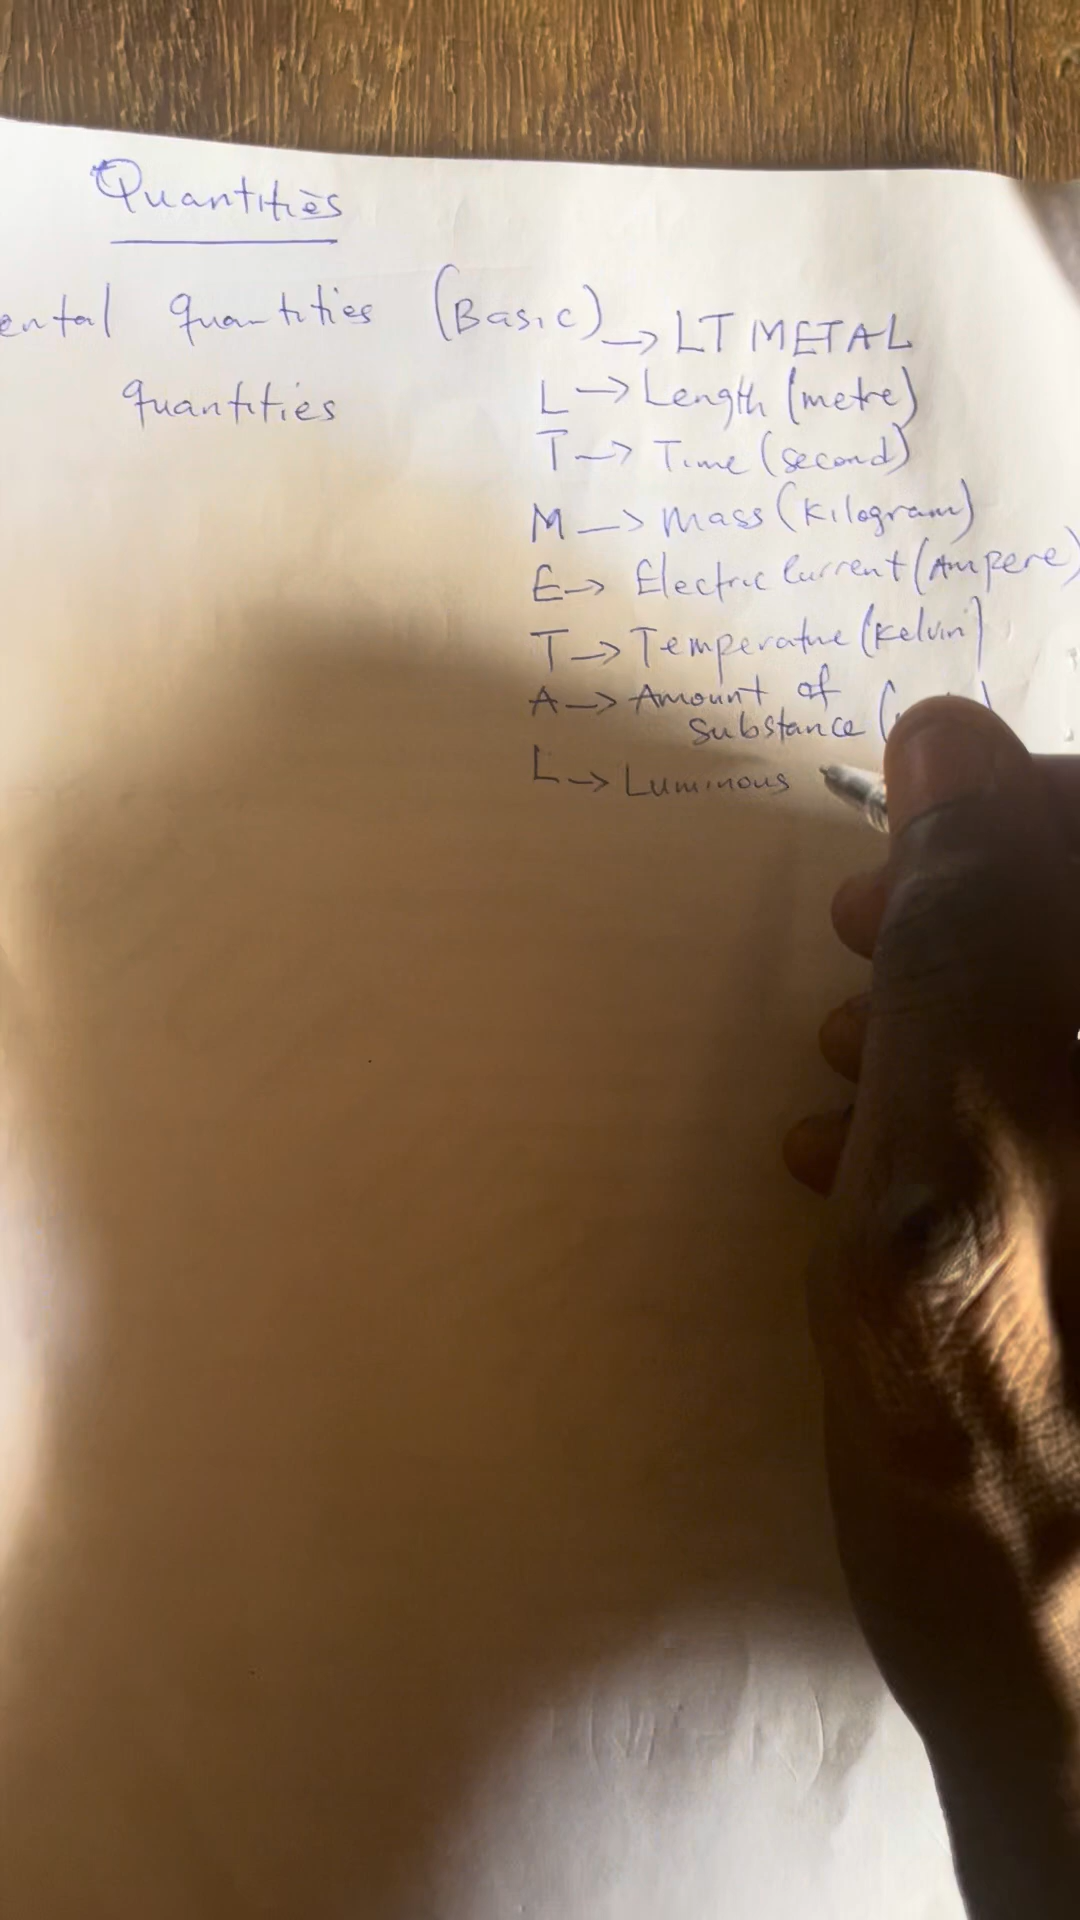 Quantities
ental quantities (Basic) → LT METAL
quantities
L → Length (metre)
T → Time (second)
M → Mass (Kilogram)
E → Electric Current (Ampere)
T → Temperature (Kelvin)
A → Amount of
substance (
L → Luminous